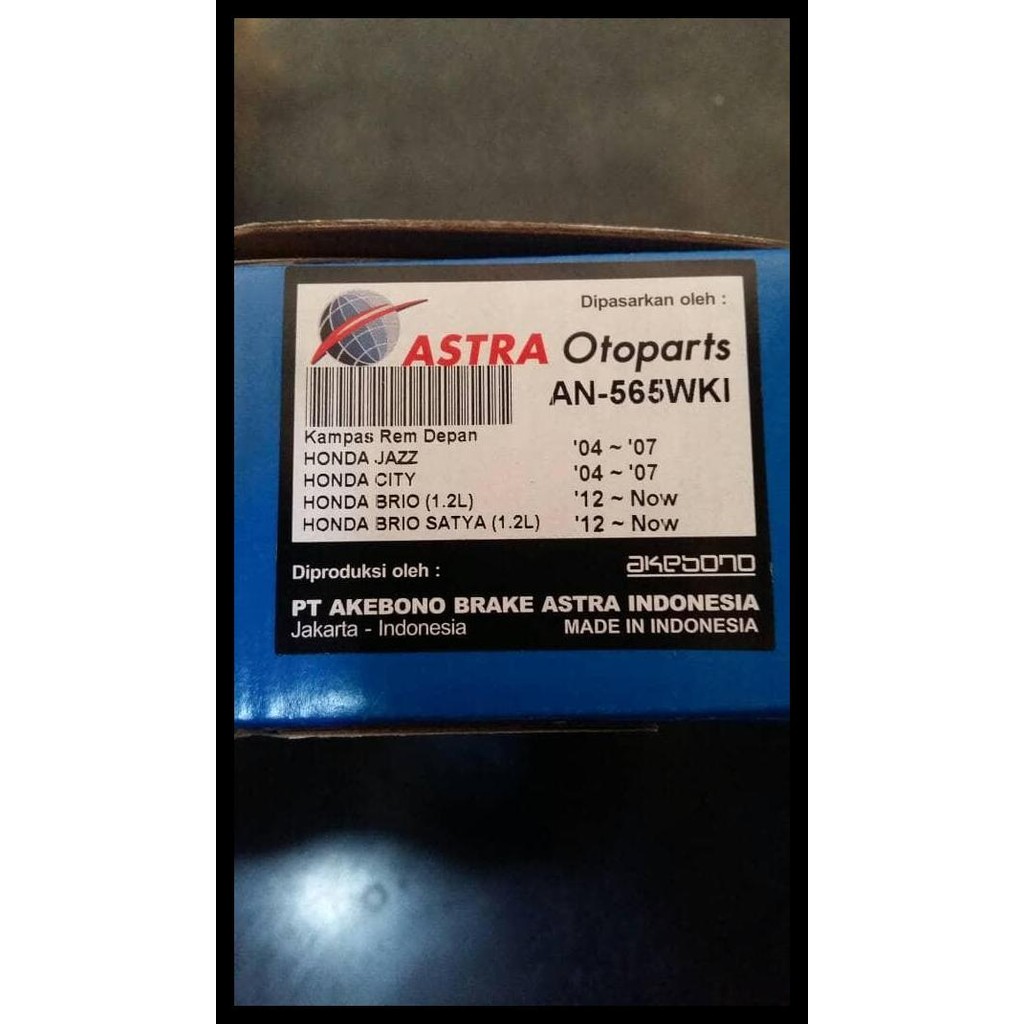 Dipasarkan oleh :
ASTRA Otoparts
AN-565WKI
Kampas Rem Depan
HONDA JAZZ '04 ~ '07
HONDA CITY '04 ~ '07
HONDA BRIO (1.2L) '12 ~ Now
HONDA BRIO SATYA (1.2L) '12 ~ Now
Diproduksi oleh : akebono
PT AKEBONO BRAKE ASTRA INDONESIA
Jakarta - Indonesia MADE IN INDONESIA